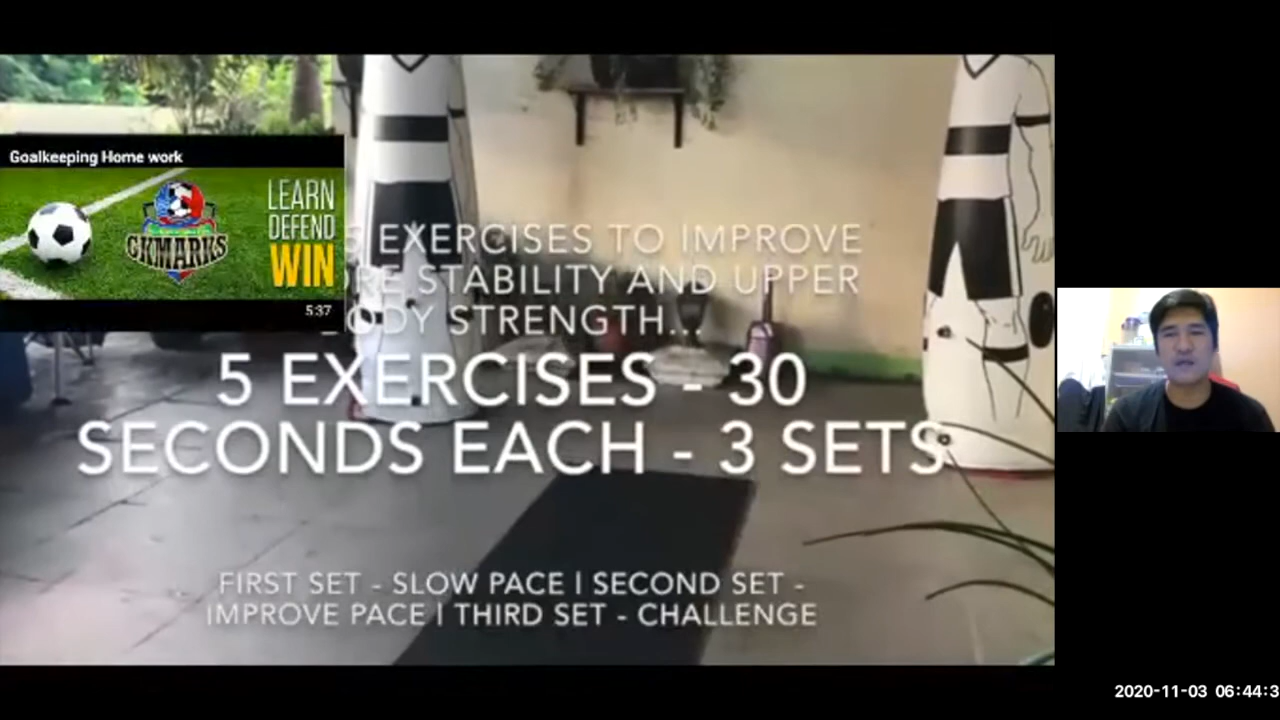 Goalkeeping Home work
LEARN
DEFEND
WIN
GKMARKS
5:37
EXERCISES TO IMPROVE
STABILITY AND UPPER
STRENGTH...
5 EXERCISES - 30
SECONDS EACH - 3 SETS
FIRST SET - SLOW PACE | SECOND SET -
IMPROVE PACE | THIRD SET - CHALLENGE
2020-11-03 06:44:3